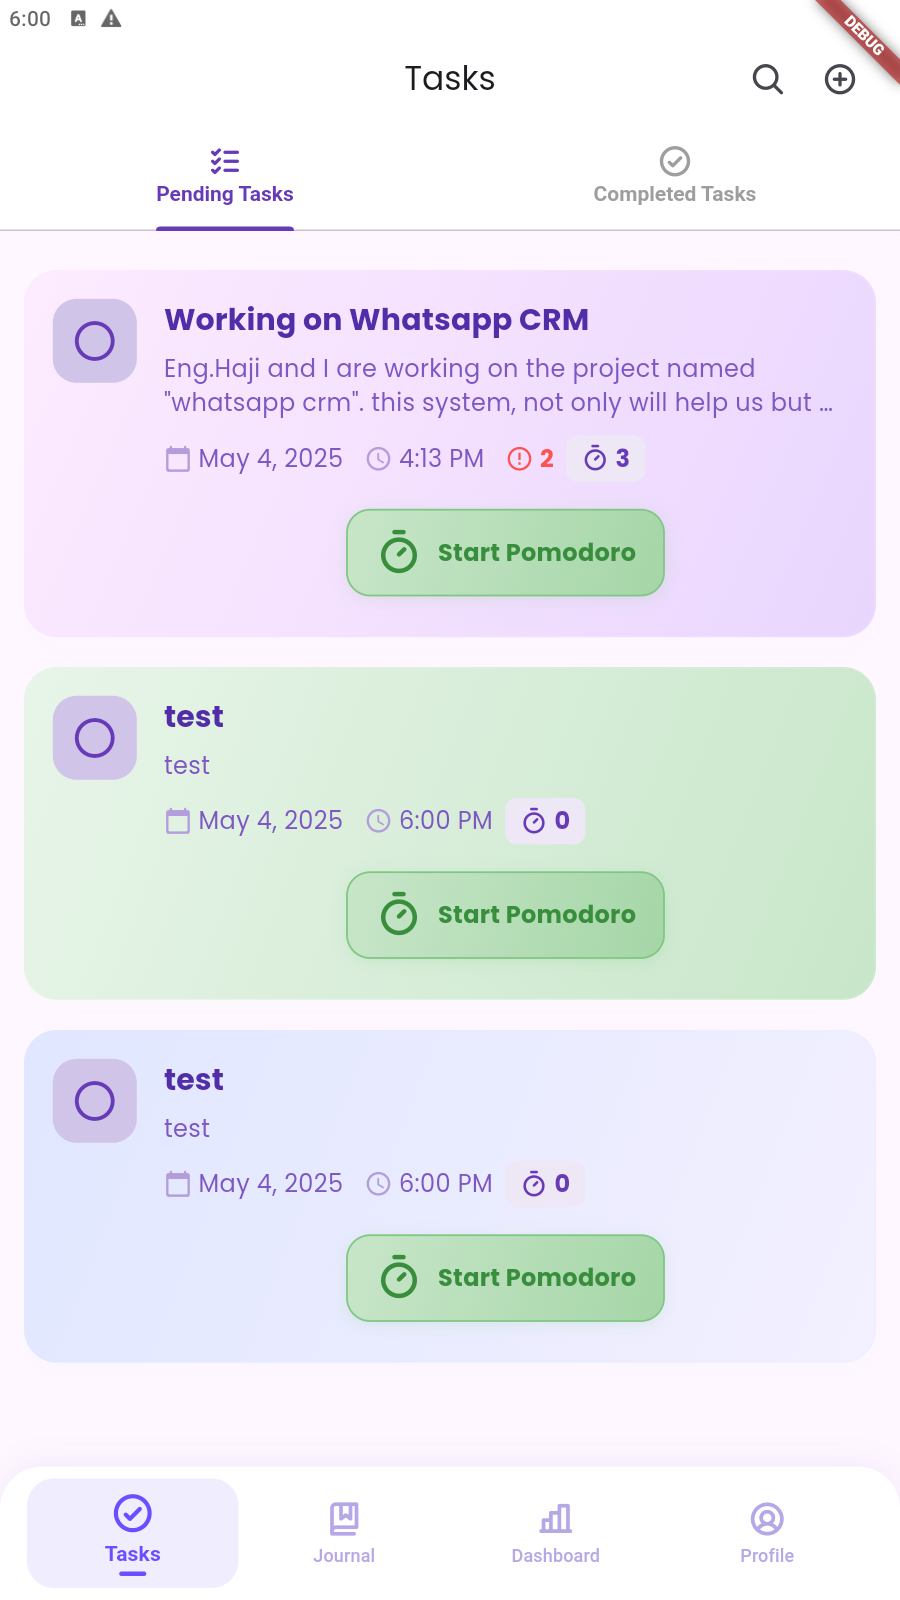 6:00
DEBUG
Tasks
Pending Tasks
Completed Tasks
Working on Whatsapp CRM
Eng.Haji and I are working on the project named
"whatsapp crm". this system, not only will help us but ...
May 4, 2025 4:13 PM 2 3
Start Pomodoro
test
test
May 4, 2025 6:00 PM 0
Start Pomodoro
test
test
May 4, 2025 6:00 PM 0
Start Pomodoro
Tasks
Journal
Dashboard
Profile